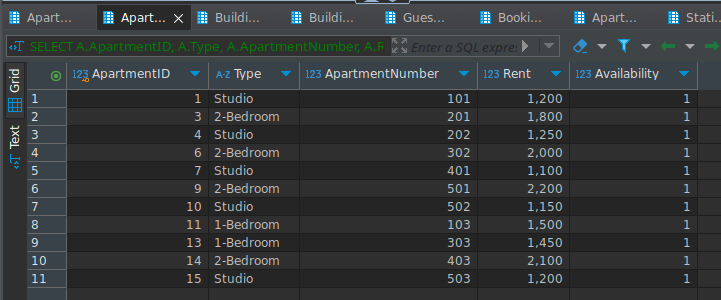 Apart... Apart... Buildi... Buildi... Gues... Booki... Apart... Stati...
SELECT A.ApartmentID, A.Type, A.ApartmentNumber, A.R Enter a SQL expres
Grid
Text
123 ApartmentID A-Z Type 123 ApartmentNumber 123 Rent 123 Availability
1 1 Studio 101 1,200 1
2 3 2-Bedroom 201 1,800 1
3 4 Studio 202 1,250 1
4 6 2-Bedroom 302 2,000 1
5 7 Studio 401 1,100 1
6 9 2-Bedroom 501 2,200 1
7 10 Studio 502 1,150 1
8 11 1-Bedroom 103 1,500 1
9 13 1-Bedroom 303 1,450 1
10 14 2-Bedroom 403 2,100 1
11 15 Studio 503 1,200 1